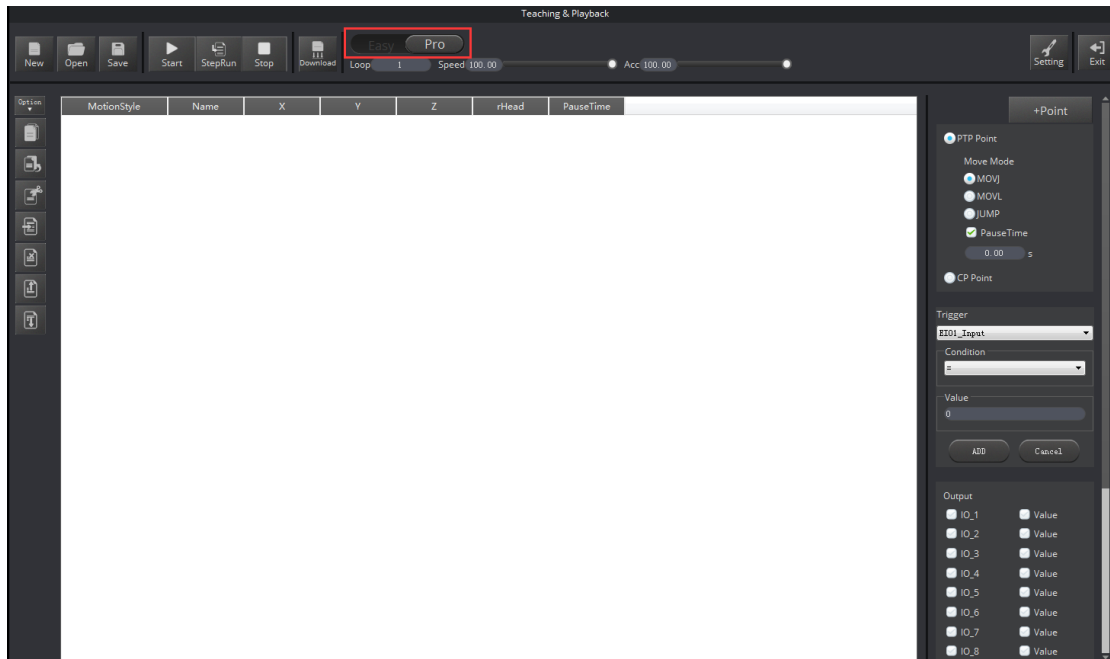 Teaching & Playback
Easy Pro
New Open Save Start StepRun Stop Download Loop 1 Speed 100.00 Acc 100.00 Setting Exit
Option
MotionStyle Name X Y Z rHead PauseTime
+Point
PTP Point
Move Mode
MOVJ
MOVL
JUMP
PauseTime
0.00 s
CP Point
Trigger
EIO1_Input
Condition
=
Value
0
ADD Cancel
Output
IO_1 Value
IO_2 Value
IO_3 Value
IO_4 Value
IO_5 Value
IO_6 Value
IO_7 Value
IO_8 Value